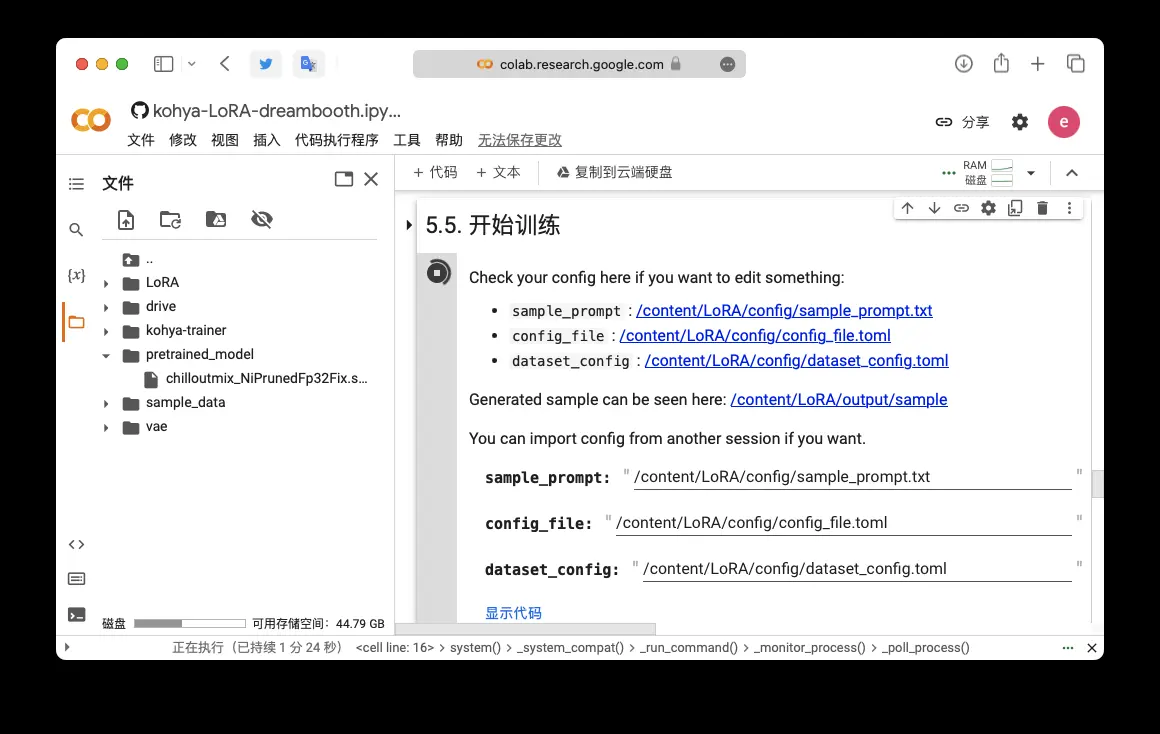 colab.research.google.com
kohya-LoRA-dreambooth.ipy...
文件 修改 视图 插入 代码执行程序 工具 帮助 无法保存更改
分享
e
文件
+ 代码 + 文本 复制到云端硬盘
RAM
磁盘
..
LoRA
drive
kohya-trainer
pretrained_model
chilloutmix_NiPrunedFp32Fix.s...
sample_data
vae
{x}
<>
磁盘 可用存储空间：44.79 GB
5.5. 开始训练
Check your config here if you want to edit something:
• sample_prompt : /content/LoRA/config/sample_prompt.txt
• config_file : /content/LoRA/config/config_file.toml
• dataset_config : /content/LoRA/config/dataset_config.toml
Generated sample can be seen here: /content/LoRA/output/sample
You can import config from another session if you want.
sample_prompt: "/content/LoRA/config/sample_prompt.txt"
config_file: "/content/LoRA/config/config_file.toml"
dataset_config: "/content/LoRA/config/dataset_config.toml"
显示代码
正在执行（已持续 1 分 24 秒） <cell line: 16> > system() > _system_compat() > _run_command() > _monitor_process() > _poll_process()